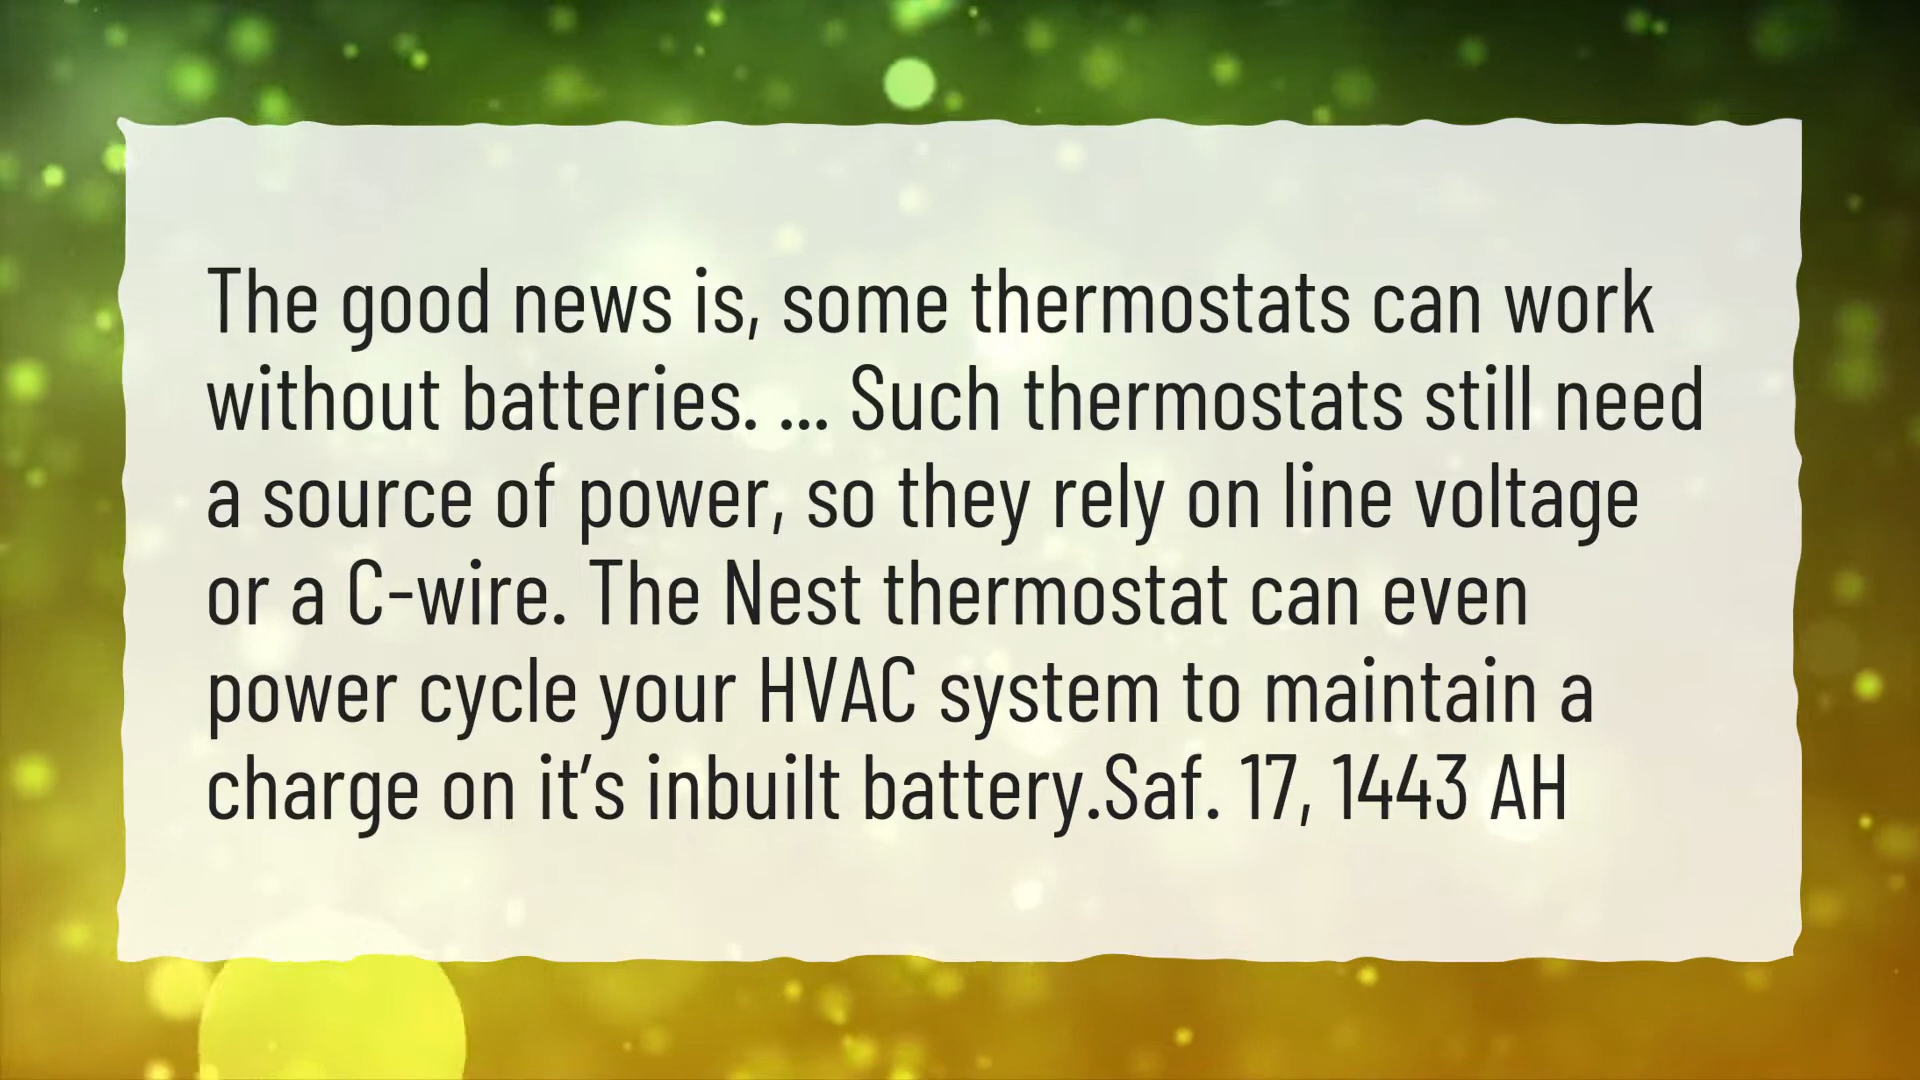 The good news is, some thermostats can work
without batteries. ... Such thermostats still need
a source of power, so they rely on line voltage
or a C-wire. The Nest thermostat can even
power cycle your HVAC system to maintain a
charge on it’s inbuilt battery.Saf. 17, 1443 AH